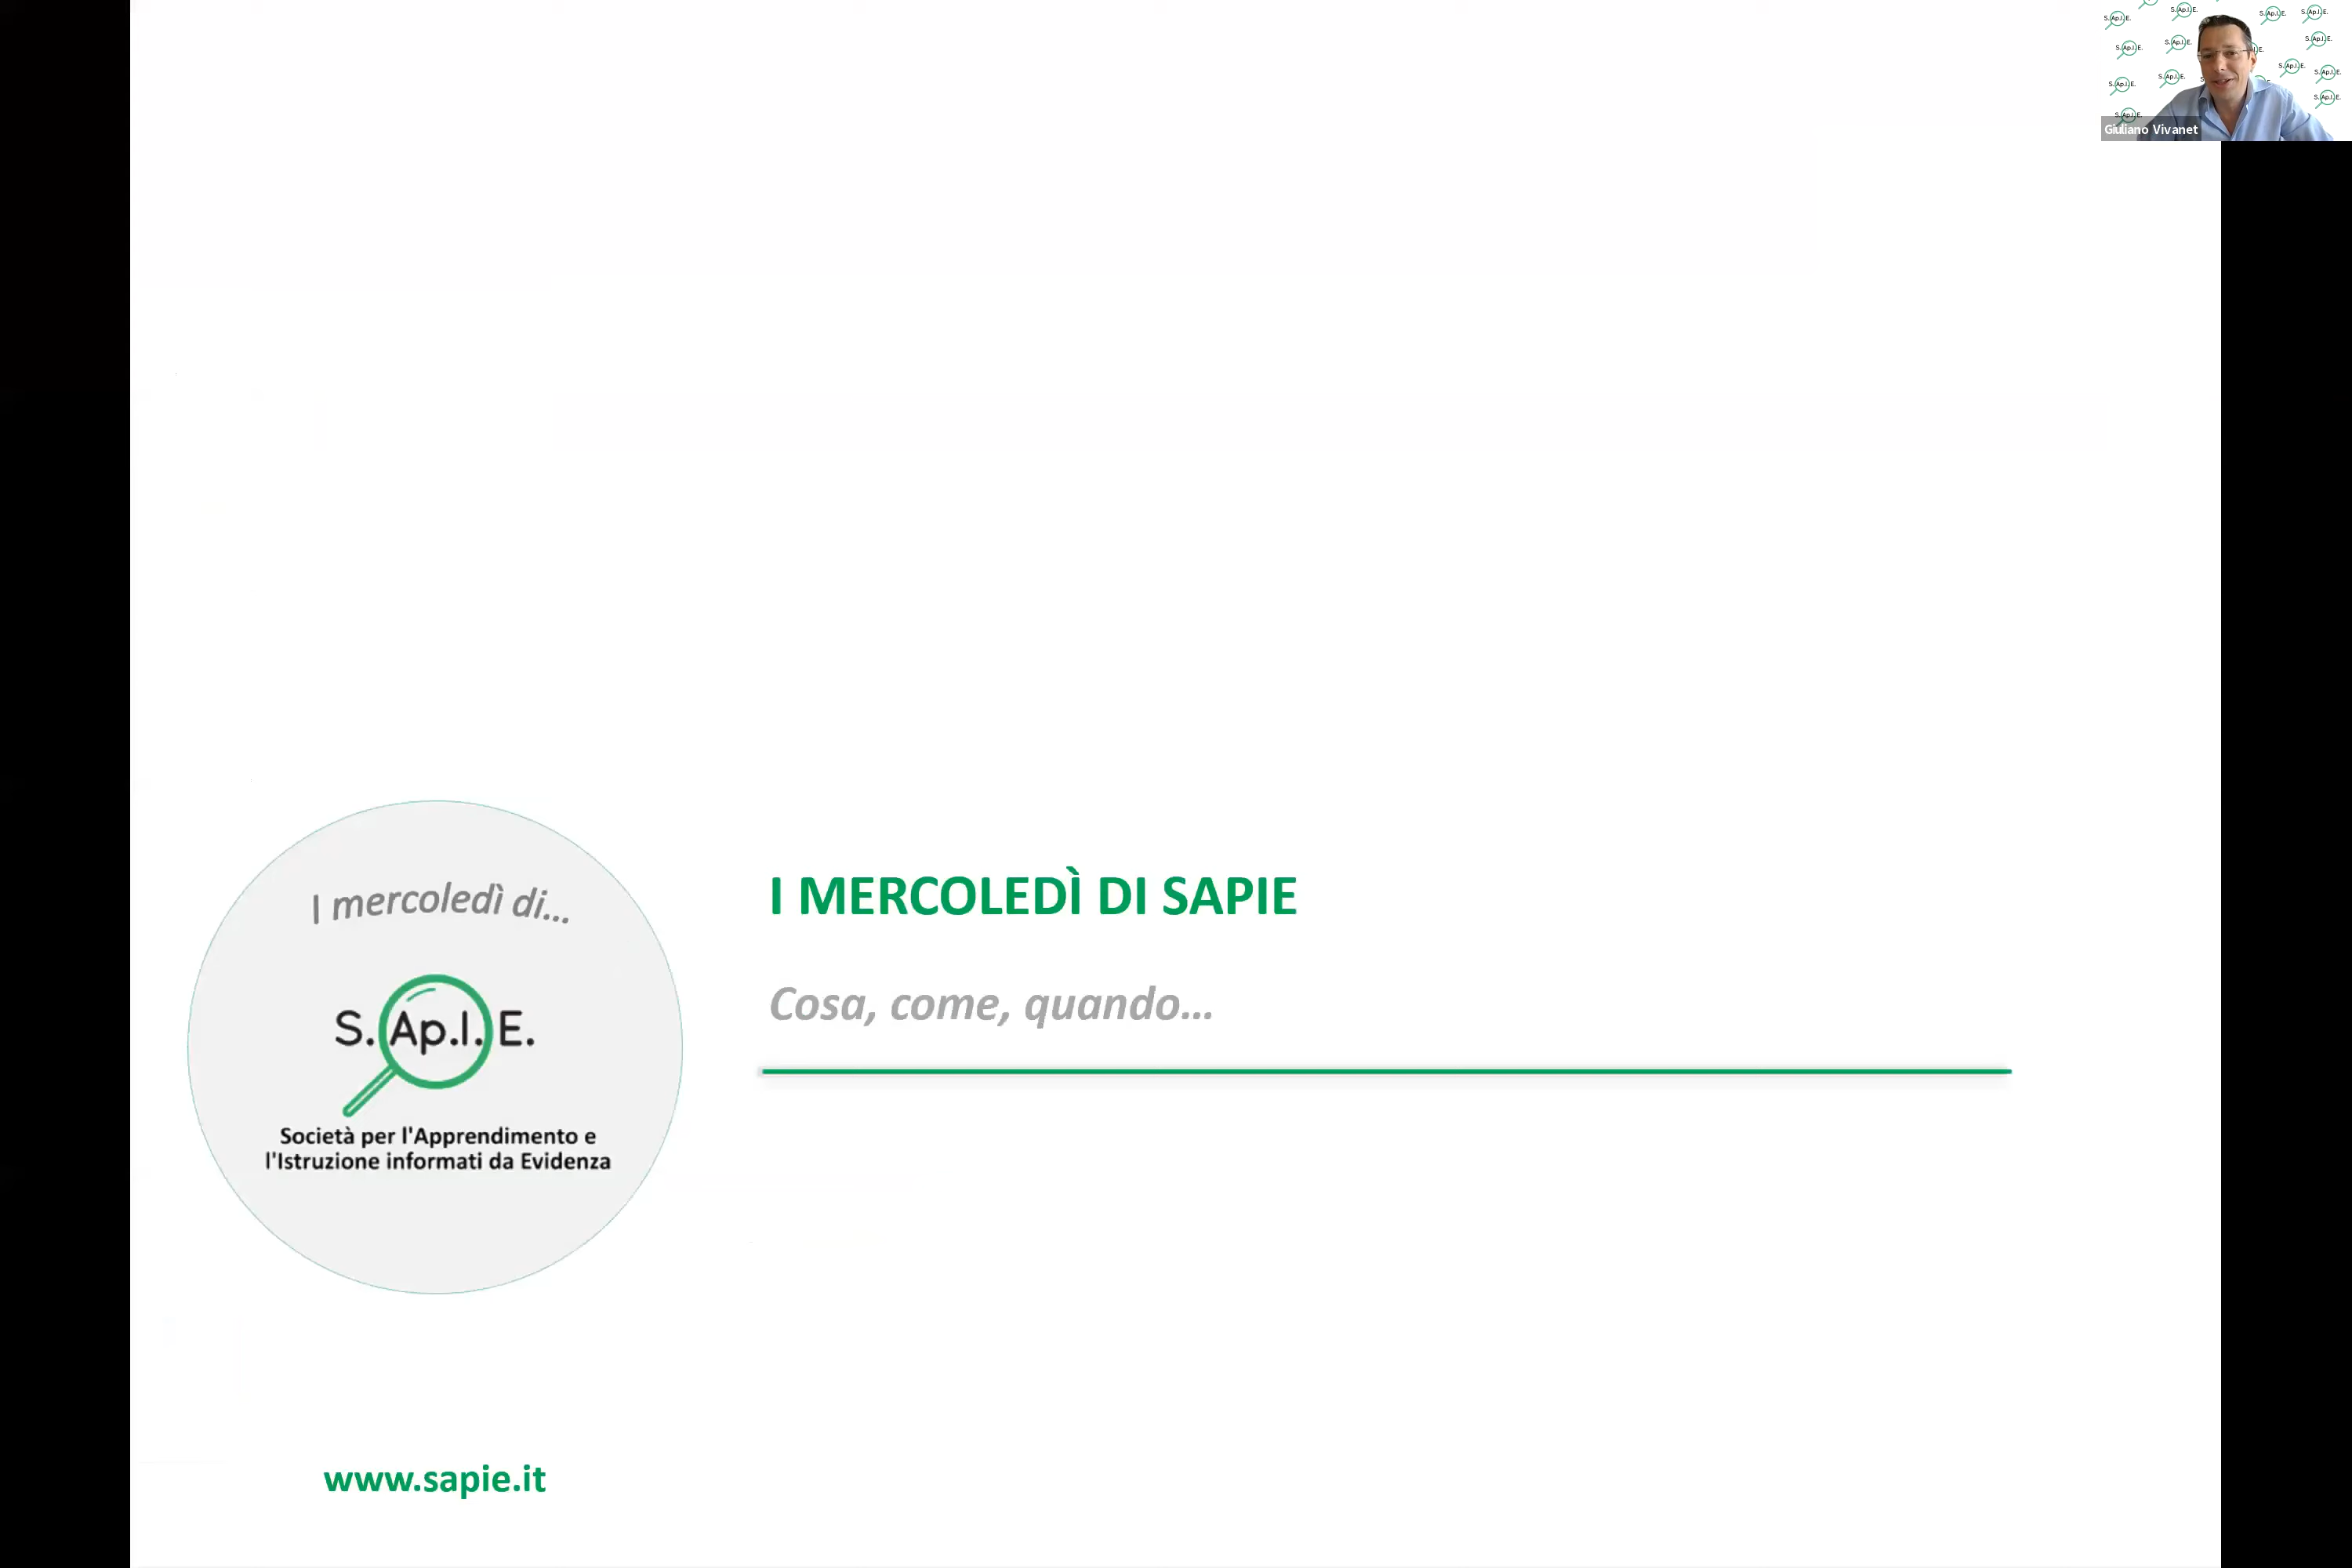 Giuliano Vivanet
I mercoledì di...
S.Ap.I.E.
Società per l'Apprendimento e
l'Istruzione informati da Evidenza
I MERCOLEDÌ DI SAPIE
Cosa, come, quando...
www.sapie.it